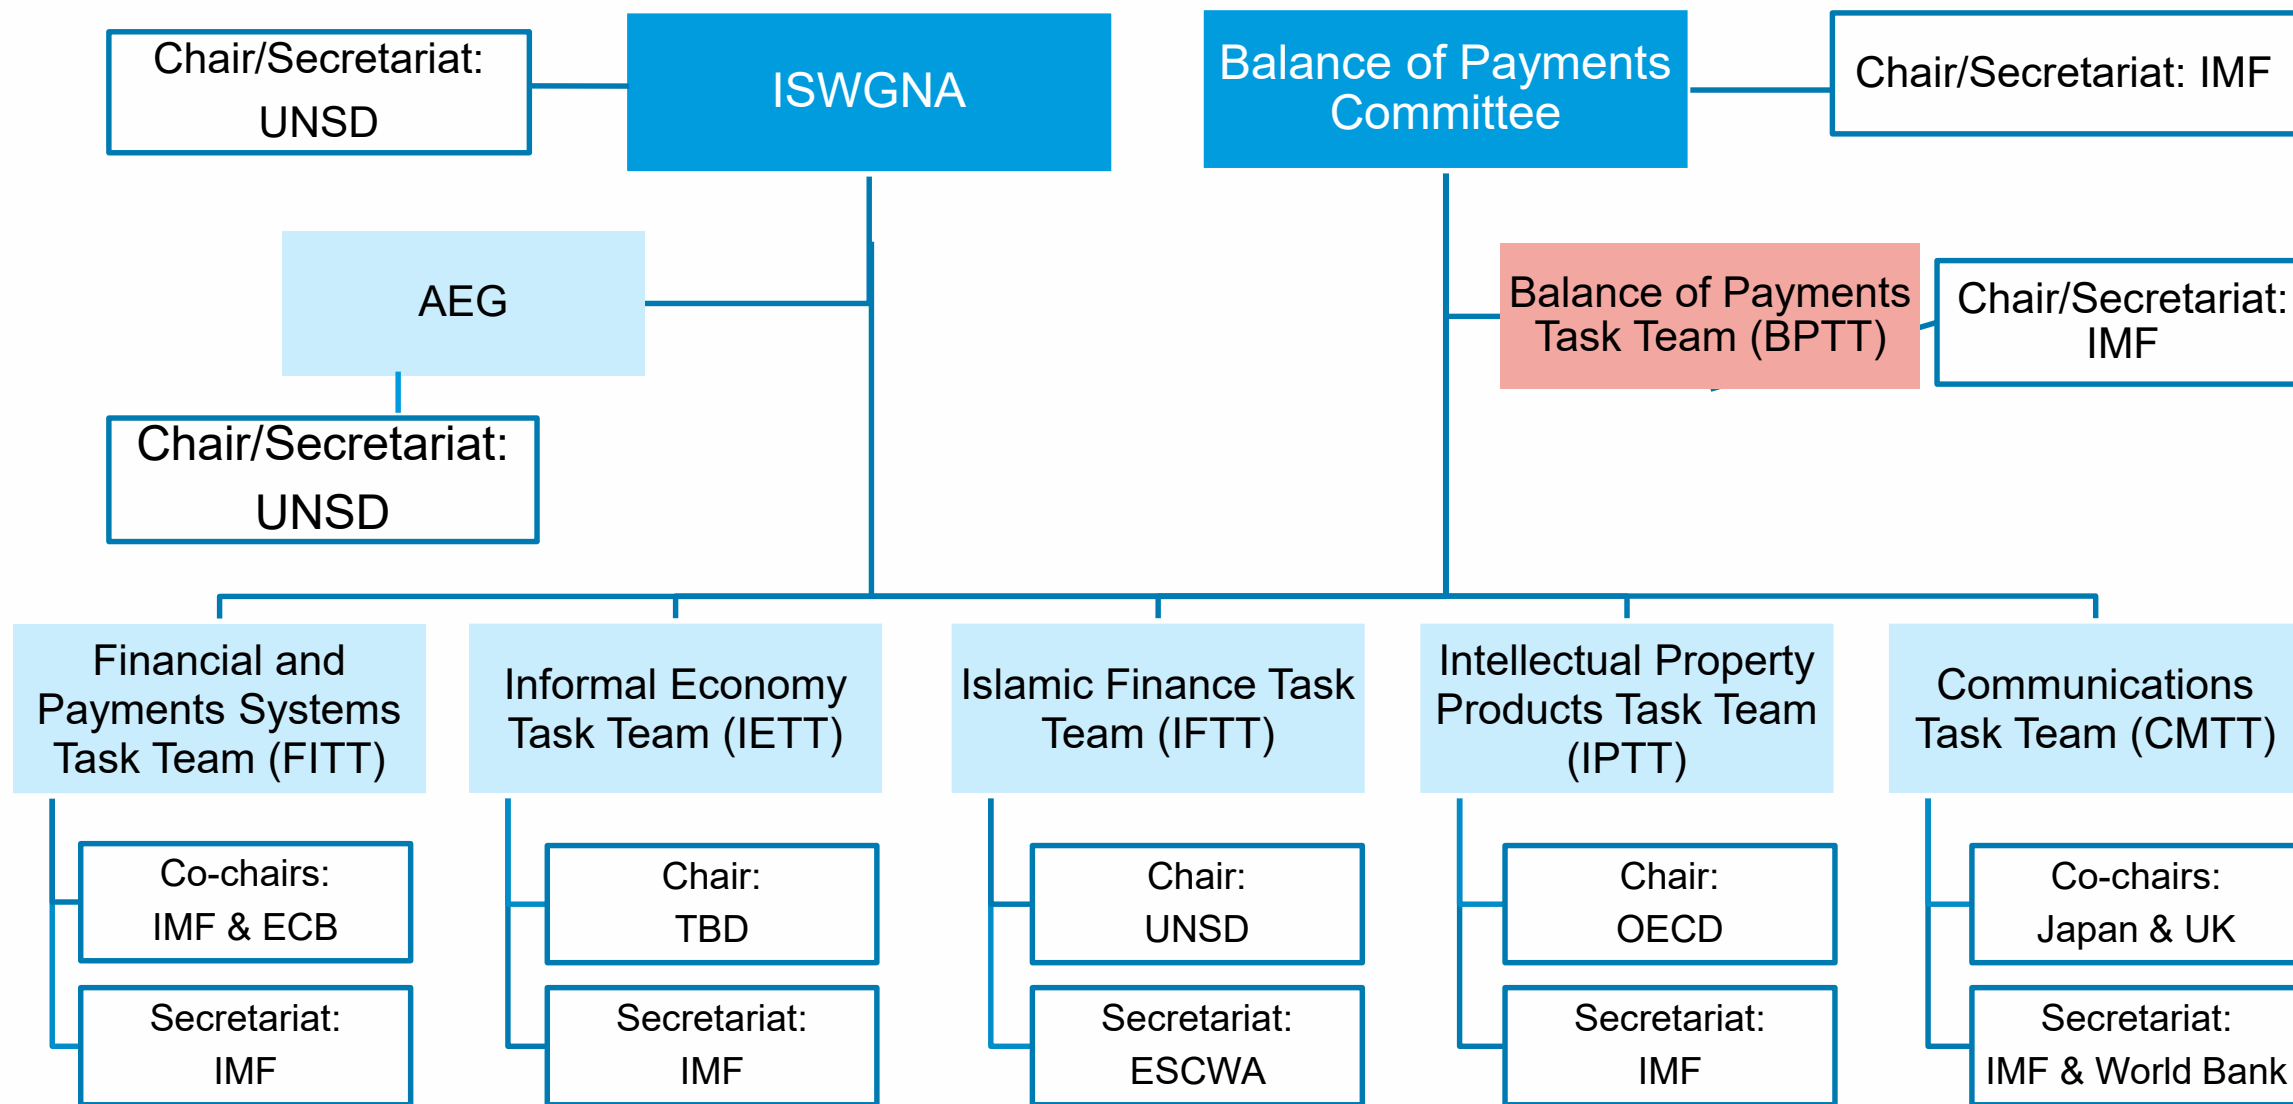 Chair/Secretariat:
UNSD
ISWGNA
Balance of Payments
Committee
Chair/Secretariat: IMF
AEG
Chair/Secretariat:
UNSD
Balance of Payments
Task Team (BPTT)
Chair/Secretariat:
IMF
Financial and
Payments Systems
Task Team (FITT)
Informal Economy
Task Team (IETT)
Islamic Finance Task
Team (IFTT)
Intellectual Property
Products Task Team
(IPTT)
Communications
Task Team (CMTT)
Co-chairs:
IMF & ECB
Chair:
TBD
Chair:
UNSD
Chair:
OECD
Co-chairs:
Japan & UK
Secretariat:
IMF
Secretariat:
IMF
Secretariat:
ESCWA
Secretariat:
IMF
Secretariat:
IMF & World Bank